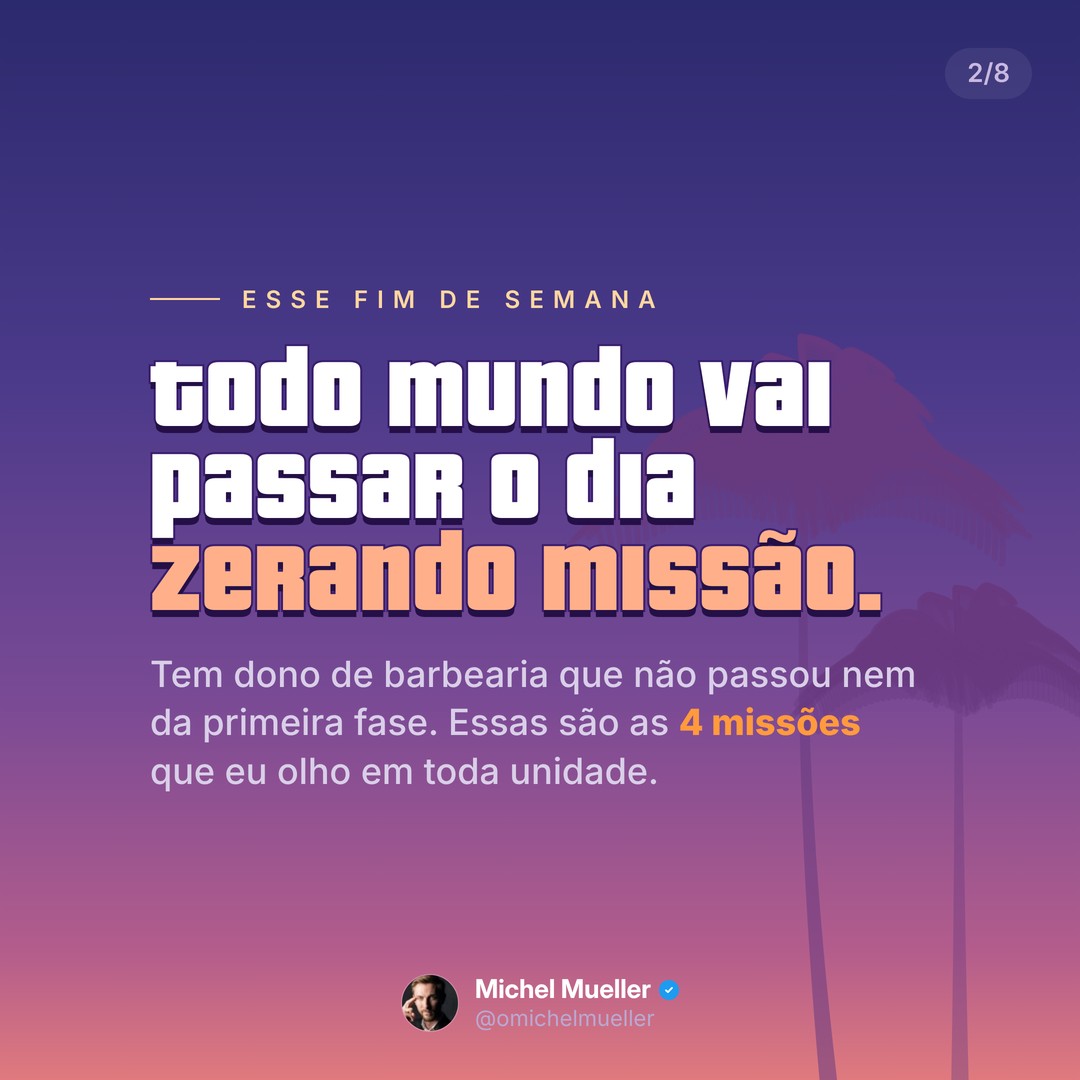 2/8
ESSE FIM DE SEMANA
todo mundo vai
passar o dia
zerando missão.
Tem dono de barbearia que não passou nem
da primeira fase. Essas são as 4 missões
que eu olho em toda unidade.
Michel Mueller
@omichelmueller